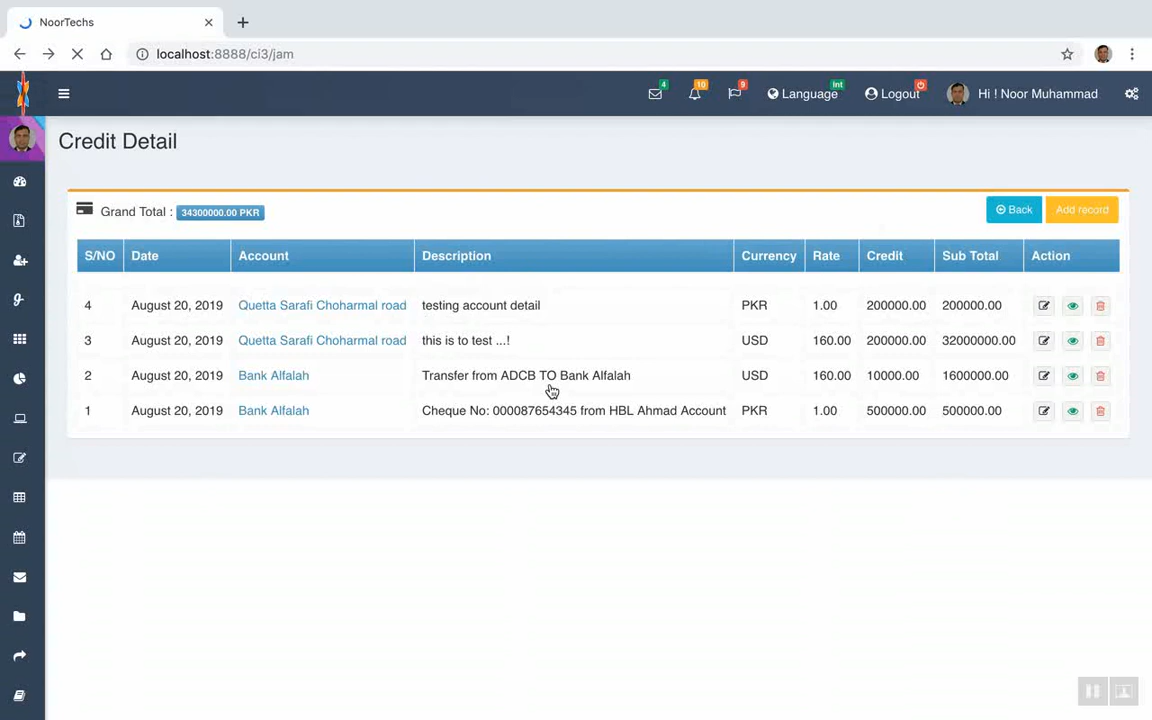 NoorTechs
localhost:8888/ci3/jam
4 10 9 Language Int Logout Hi ! Noor Muhammad
Credit Detail
Grand Total : 34300000.00 PKR Back Add record
S/NO Date Account Description Currency Rate Credit Sub Total Action
4 August 20, 2019 Quetta Sarafi Choharmal road testing account detail PKR 1.00 200000.00 200000.00
3 August 20, 2019 Quetta Sarafi Choharmal road this is to test ...! USD 160.00 200000.00 32000000.00
2 August 20, 2019 Bank Alfalah Transfer from ADCB TO Bank Alfalah USD 160.00 10000.00 1600000.00
1 August 20, 2019 Bank Alfalah Cheque No: 000087654345 from HBL Ahmad Account PKR 1.00 500000.00 500000.00